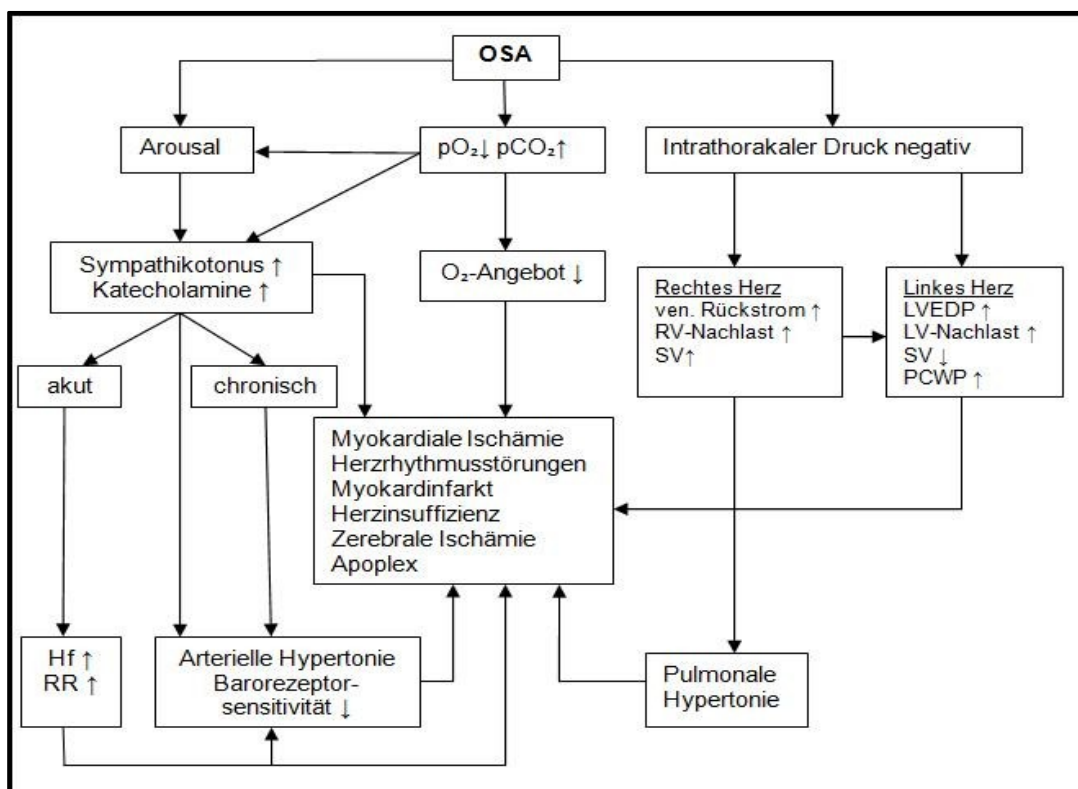 OSA
Arousal
pO₂↓ pCO₂↑
Intrathorakaler Druck negativ
Sympathikotonus ↑
Katecholamine ↑
O₂-Angebot ↓
Rechtes Herz
ven. Rückstrom ↑
RV-Nachlast ↑
SV↑
Linkes Herz
LVEDP ↑
LV-Nachlast ↑
SV ↓
PCWP ↑
akut
chronisch
Myokardiale Ischämie
Herzrhythmusstörungen
Myokardinfarkt
Herzinsuffizienz
Zerebrale Ischämie
Apoplex
Hf ↑
RR ↑
Arterielle Hypertonie
Barorezeptor-
sensitivität ↓
Pulmonale
Hypertonie